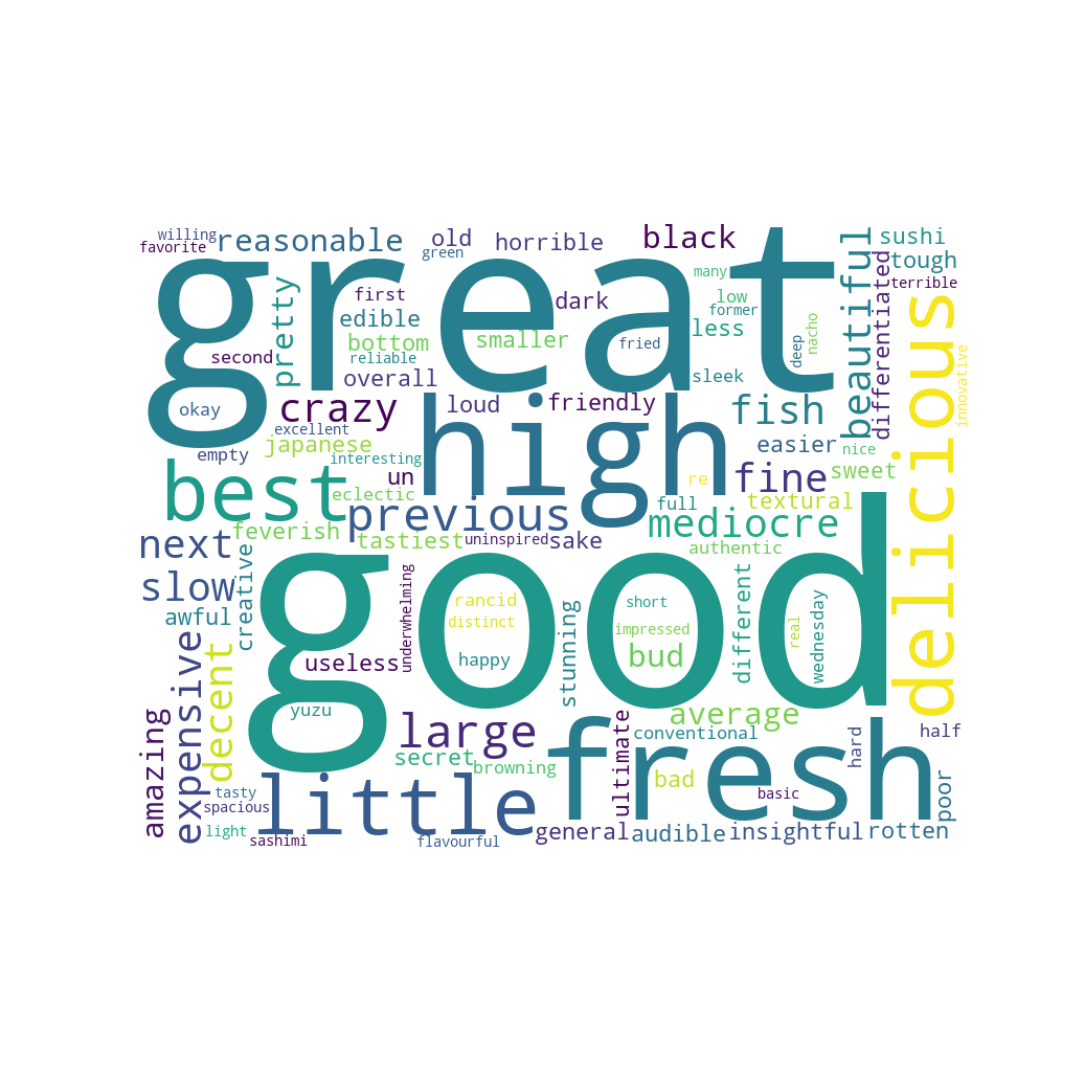 willing
favorite
reasonable
old
green
horrible
black
sushi
tough
terrible
great
many
low
former
less
first
dark
edible
bottom
smaller
fried
deep
nacho
second
reliable
pretty
overall
sleek
beautiful
differentiated
innovative
delicious
okay
crazy
loud
friendly
fish
excellent
japanese
empty
interesting
high
easier
nice
best
un
fine
sweet
eclectic
re
full
textural
previous
mediocre
feverish
tastiest
uninspired
sake
authentic
next
slow
creative
awful
good
underwhelming
rancid
distinct
stunning
short
impressed
different
real
wednesday
useless
happy
bud
expensive
decent
yuzu
large
average
conventional
half
amazing
secret
browning
fresh
ultimate
bad
basic
hard
poor
tasty
spacious
little
light
sashimi
flavourful
general
audible
insightful
rotten